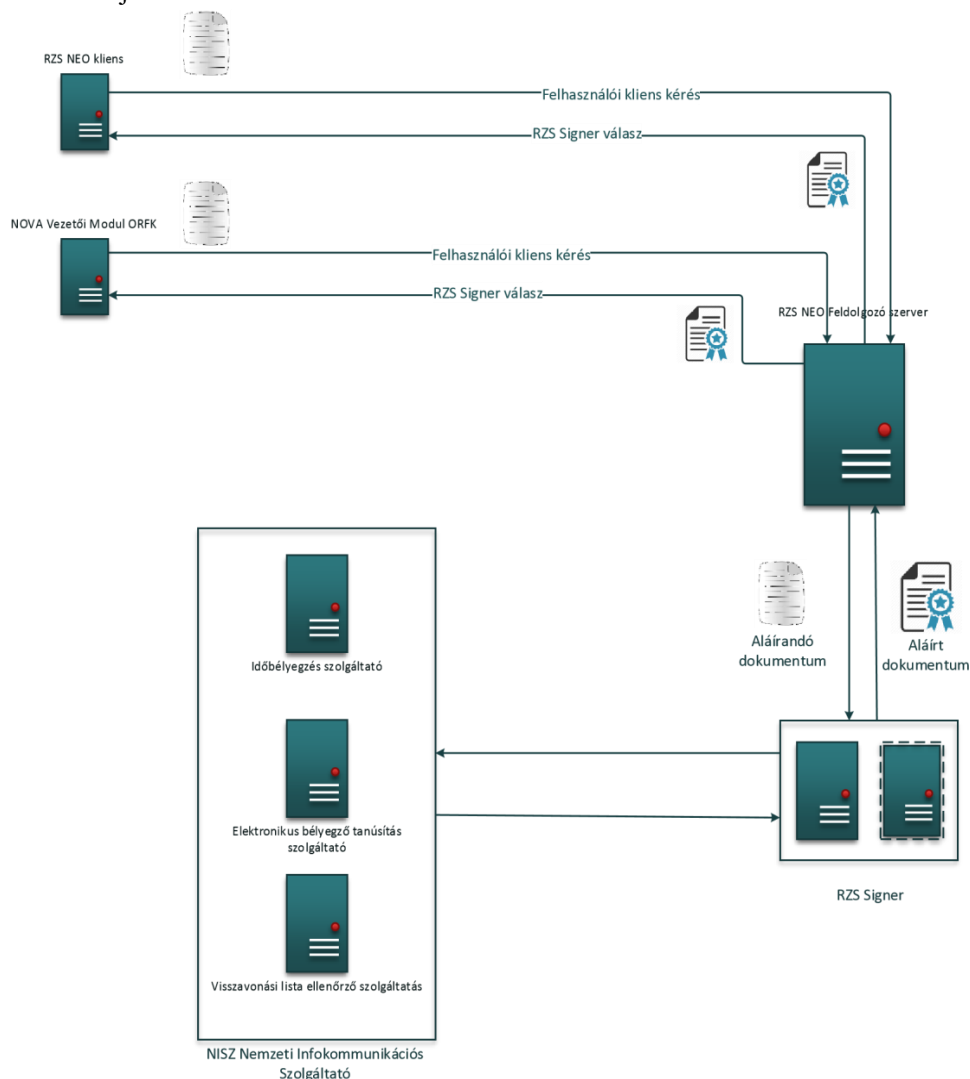 RZS NEO kliens
Felhasználói kliens kérés
RZS Signer válasz
NOVA Vezetői Modul ORFK
Felhasználói kliens kérés
RZS Signer válasz
RZS NEO Feldolgozó szerver
Időbélyegzés szolgáltató
Aláírandó
dokumentum
Aláírt
dokumentum
Elektronikus bélyegző tanúsítás
szolgáltató
RZS Signer
Visszavonási lista ellenőrző szolgáltatás
NISZ Nemzeti Infokommunikációs
Szolgáltató